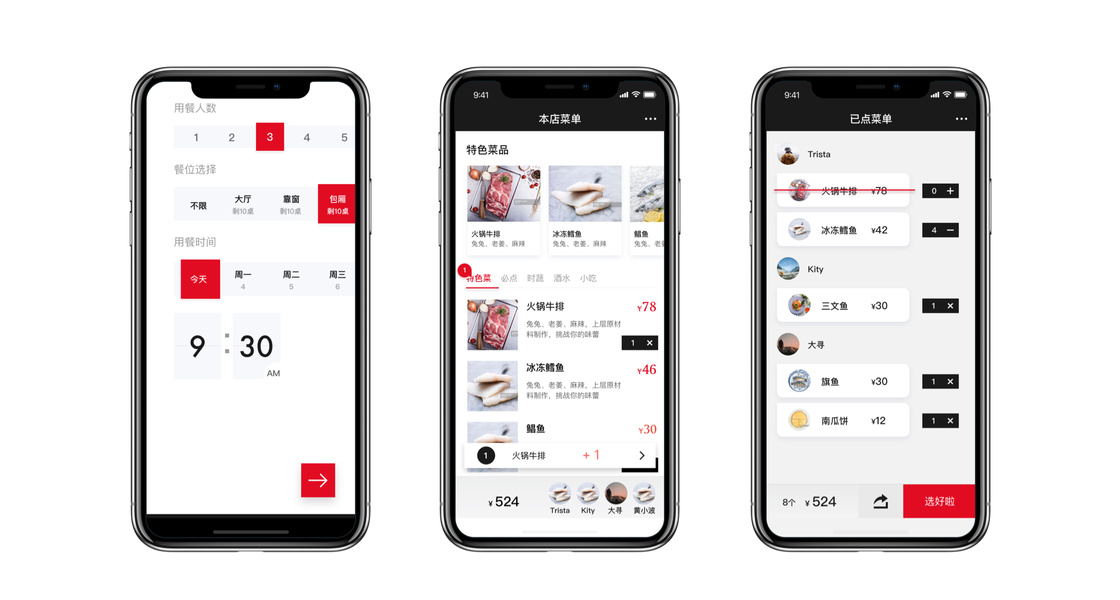 用餐人数
1 2 3 4 5
餐位选择
不限 大厅 靠窗 包厢
剩10桌 剩10桌 剩10桌
用餐时间
今天 周一 周二 周三
4 5 6
9 : 30
AM
9:41
本店菜单
特色菜品
火锅牛排 冰冻鳕鱼 鲳鱼
兔兔、老姜、麻辣 兔兔、老姜、麻辣 兔兔、老
1
特色菜 必点 时蔬 酒水 小吃
火锅牛排 ¥78
兔兔、老姜、麻辣。上层原材
料制作，挑战你的味蕾
1 ×
冰冻鳕鱼 ¥46
兔兔、老姜、麻辣。上层原材
料制作，挑战你的味蕾
鲳鱼 ¥30
1 火锅牛排 + 1
¥ 524
Trista Kity 大寻 黄小波
9:41
已点菜单
Trista
火锅牛排 ¥78 0 +
冰冻鳕鱼 ¥42 4 −
Kity
三文鱼 ¥30 1 ×
大寻
旗鱼 ¥30 1 ×
南瓜饼 ¥12 1 ×
8个 ¥ 524 选好啦